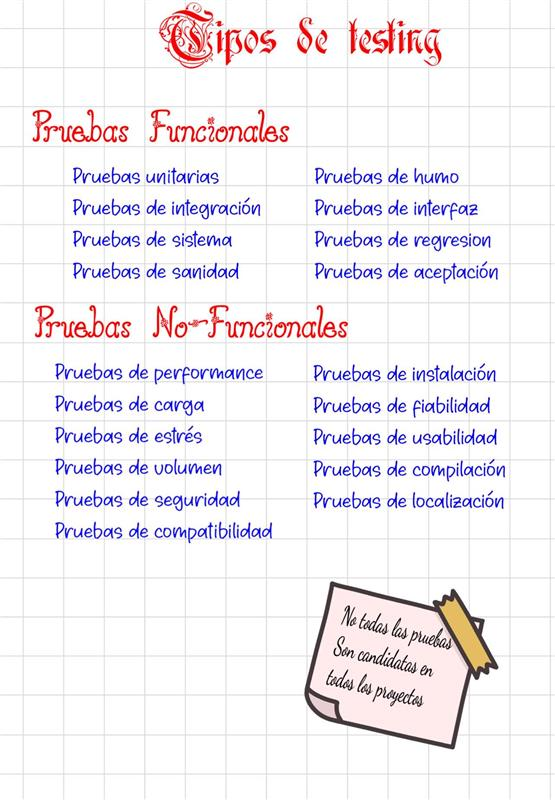 Tipos de testing
Pruebas Funcionales
Pruebas unitarias
Pruebas de integración
Pruebas de sistema
Pruebas de sanidad
Pruebas de humo
Pruebas de interfaz
Pruebas de regresion
Pruebas de aceptación
Pruebas No-Funcionales
Pruebas de performance
Pruebas de carga
Pruebas de estrés
Pruebas de volumen
Pruebas de seguridad
Pruebas de compatibilidad
Pruebas de instalación
Pruebas de fiabilidad
Pruebas de usabilidad
Pruebas de compilación
Pruebas de localización
No todas las pruebas
Son candidatas en
todos los proyectos